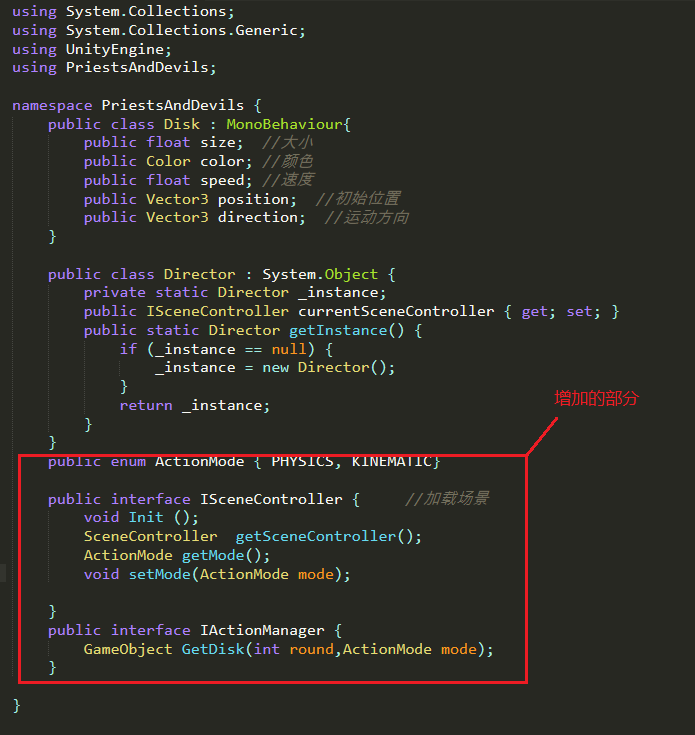 using System.Collections;
using System.Collections.Generic;
using UnityEngine;
using PriestsAndDevils;
namespace PriestsAndDevils {
public class Disk : MonoBehaviour{
public float size;  //大小
public Color color; //颜色
public float speed; //速度
public Vector3 position;  //初始位置
public Vector3 direction;  //运动方向
}
public class Director : System.Object {
private static Director _instance;
public ISceneController currentSceneController { get; set; }
public static Director getInstance() {
if (_instance == null) {
_instance = new Director();
}
return _instance;
}
}
增加的部分
public enum ActionMode { PHYSICS, KINEMATIC}
public interface ISceneController {     //加载场景
void Init ();
SceneController  getSceneController();
ActionMode getMode();
void setMode(ActionMode mode);
}
public interface IActionManager {
GameObject GetDisk(int round,ActionMode mode);
}
}